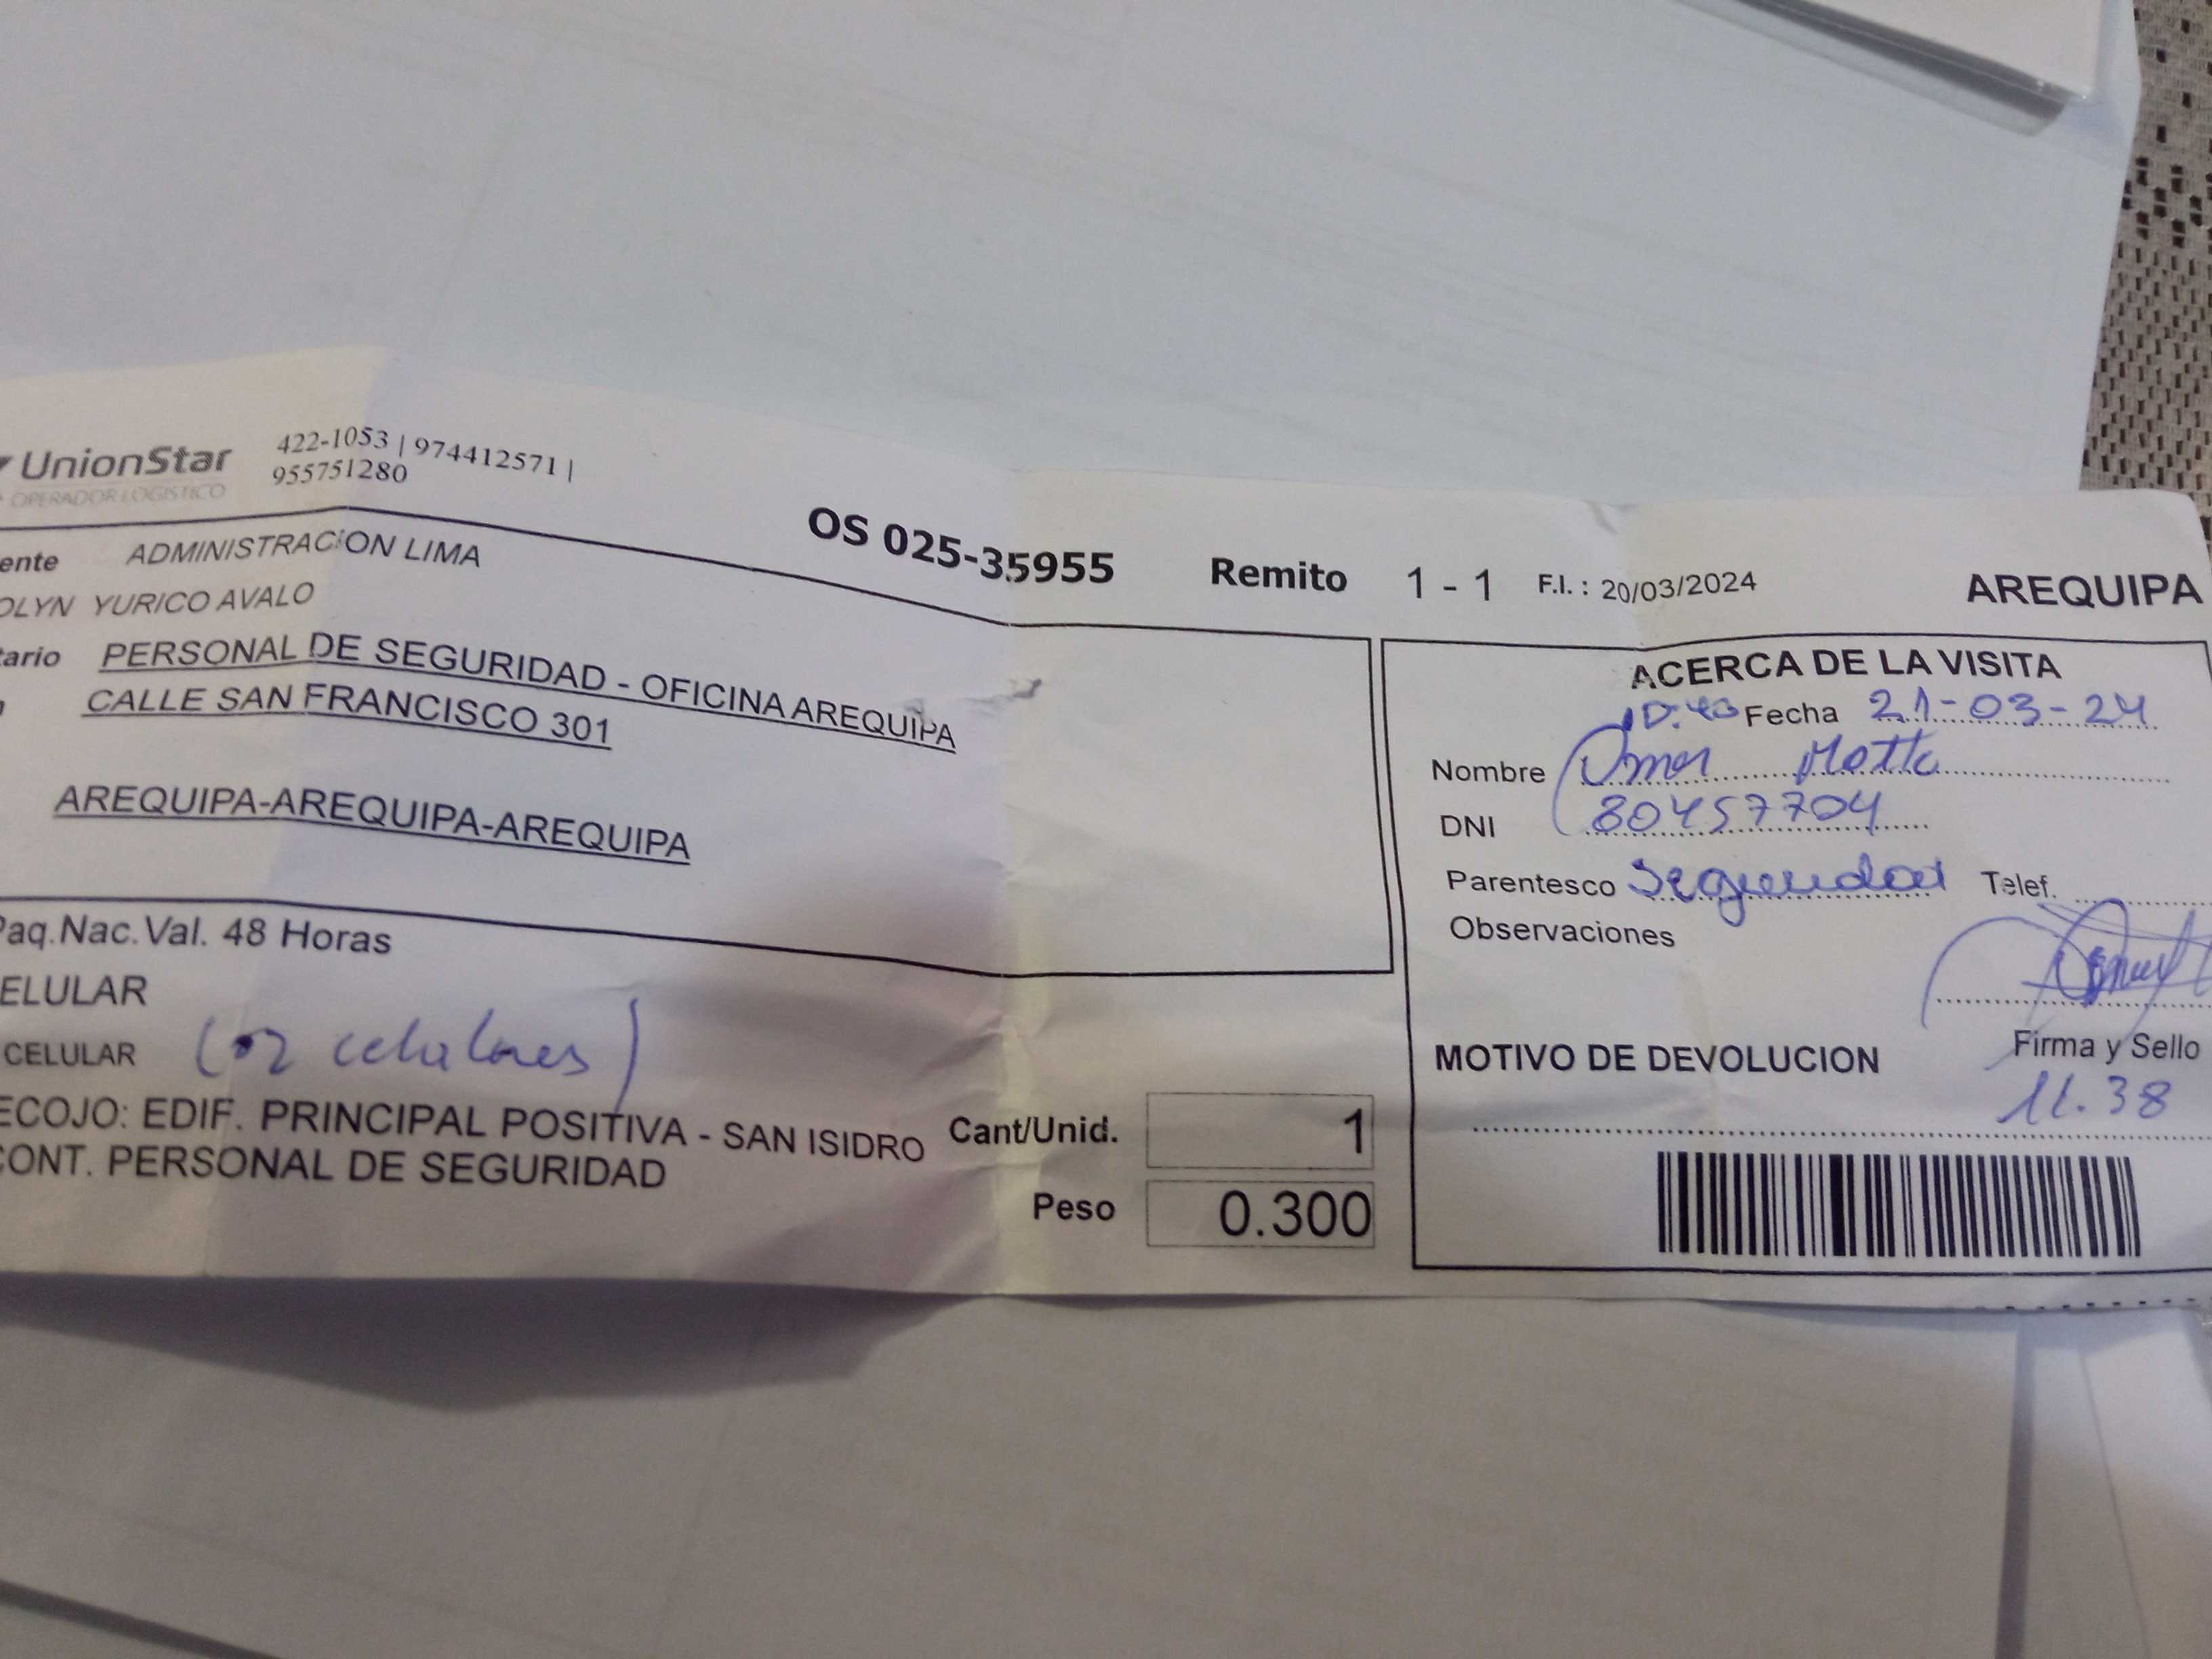 UnionStar
OPERADOR LOGISTICO
422-1053 | 974412571 |
955751280
OS 025-35955 Remito 1 - 1 F.I. : 20/03/2024 AREQUIPA
ente ADMINISTRACION LIMA
OLYN YURICO AVALO
tario PERSONAL DE SEGURIDAD - OFICINA AREQUIPA
CALLE SAN FRANCISCO 301
AREQUIPA-AREQUIPA-AREQUIPA
Paq.Nac.Val. 48 Horas
ELULAR
CELULAR (02 celulares)
ECOJO: EDIF. PRINCIPAL POSITIVA - SAN ISIDRO
CONT. PERSONAL DE SEGURIDAD
Cant/Unid. 1
Peso 0.300
ACERCA DE LA VISITA
Fecha 21-03-24
Nombre Omar Motta
DNI 80457704
Parentesco Seguridad Telef.
Observaciones
Firma y Sello
MOTIVO DE DEVOLUCION
11.38